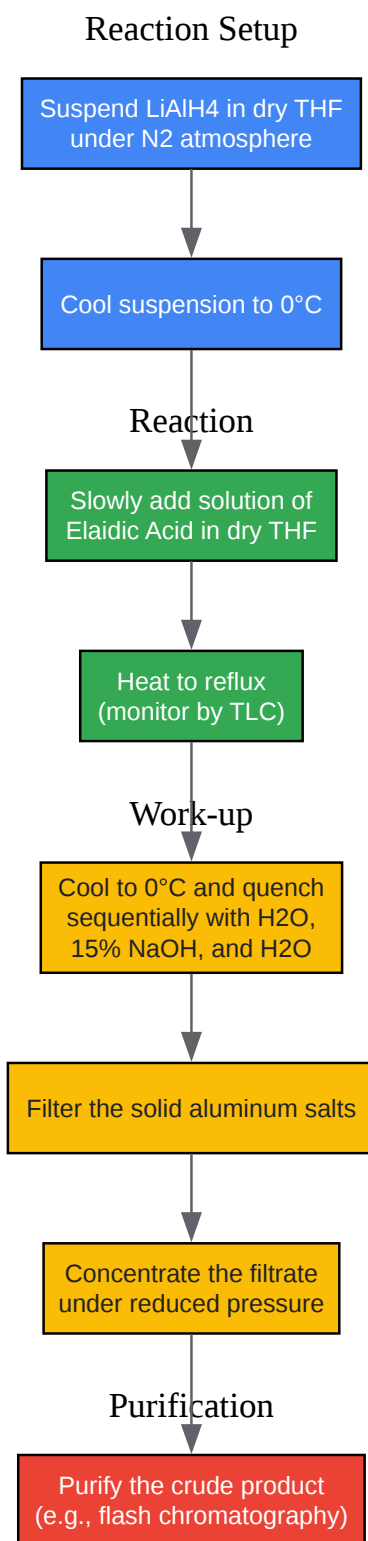 Reaction Setup
Suspend LiAlH4 in dry THF
under N2 atmosphere
Cool suspension to 0°C
Reaction
Slowly add solution of
Elaidic Acid in dry THF
Heat to reflux
(monitor by TLC)
Work-up
Cool to 0°C and quench
sequentially with H2O,
15% NaOH, and H2O
Filter the solid aluminum salts
Concentrate the filtrate
under reduced pressure
Purification
Purify the crude product
(e.g., flash chromatography)